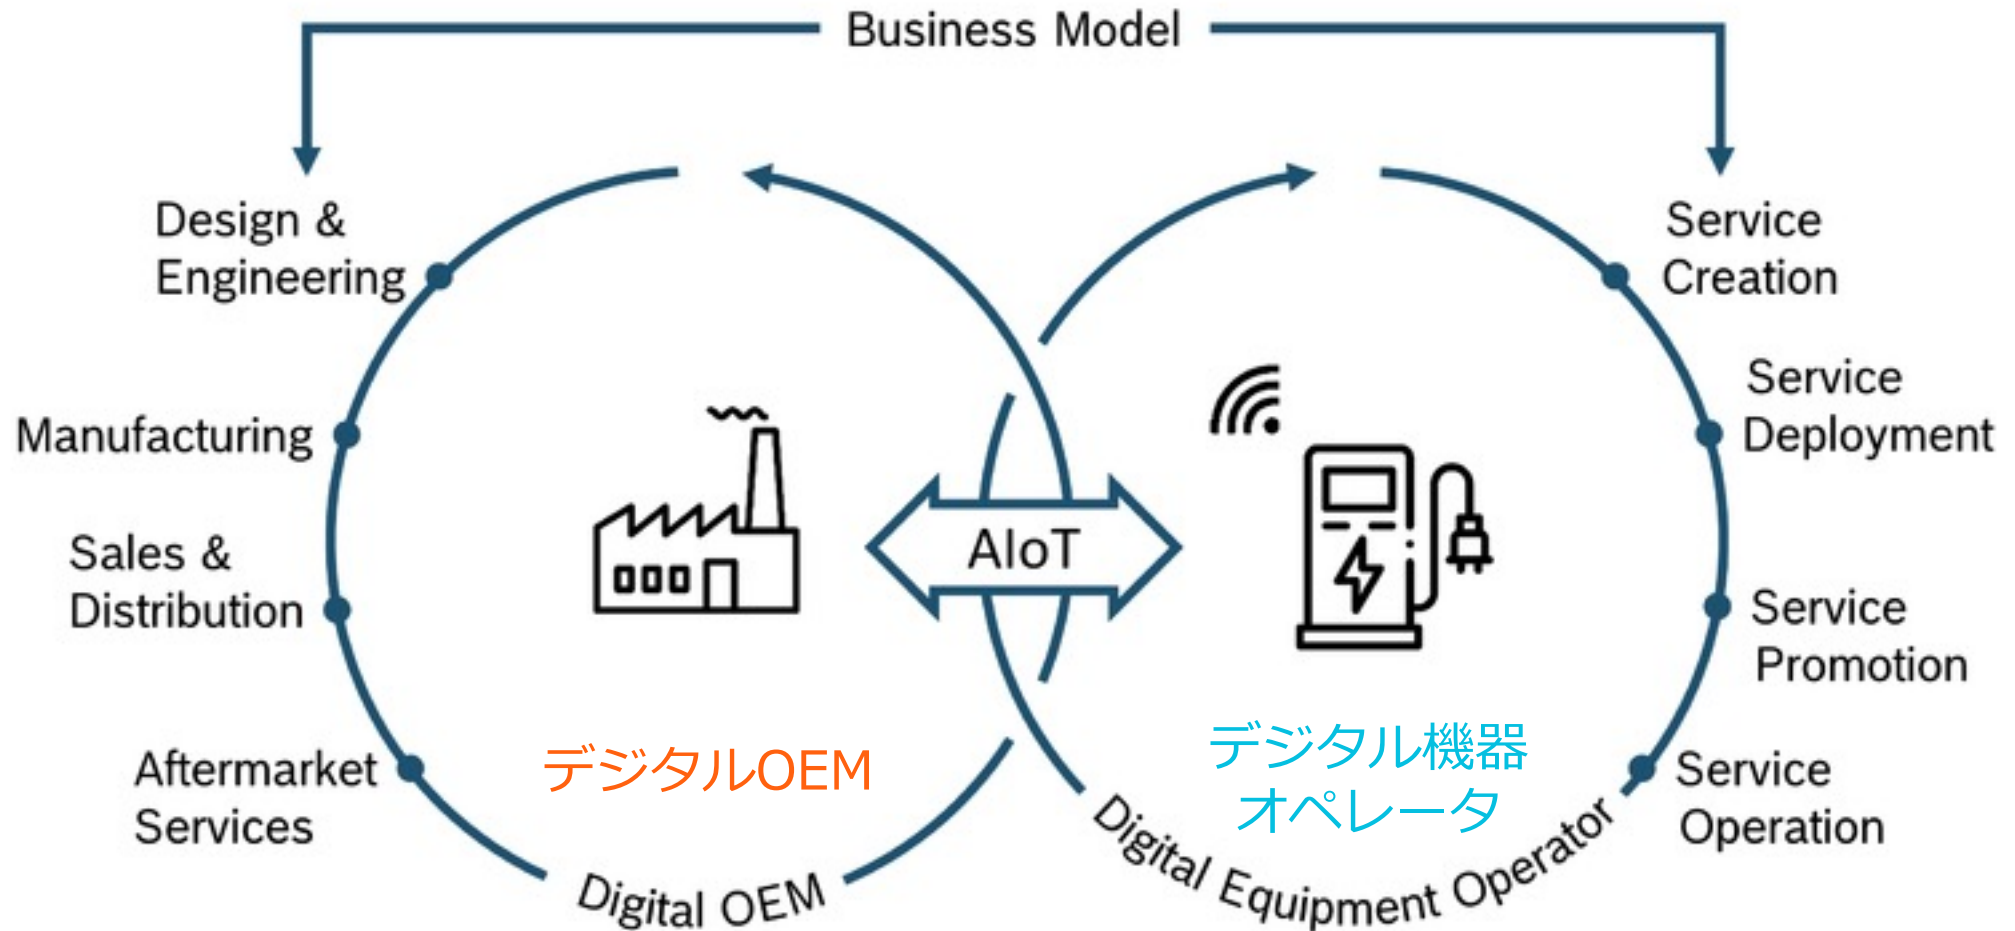 Business Model
Design &
Engineering
Manufacturing
Sales &
Distribution
Aftermarket
Services
デジタルOEM
Digital OEM
AIoT
Service
Creation
Service
Deployment
Service
Promotion
Service
Operation
デジタル機器
オペレータ
Digital Equipment Operator